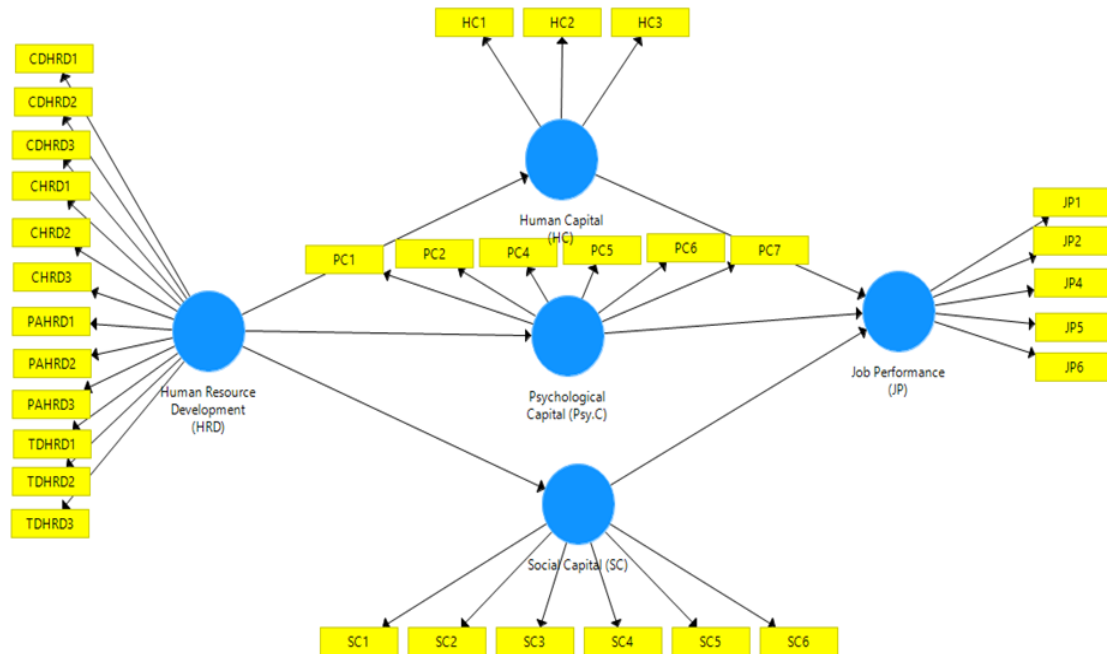 HC1
HC2
HC3
CDHRD1
CDHRD2
CDHRD3
CHRD1
CHRD2
CHRD3
PAHRD1
PAHRD2
PAHRD3
TDHRD1
TDHRD2
TDHRD3
Human Resource
Development
(HRD)
Human Capital
(HC)
PC1
PC2
PC4
PC5
PC6
PC7
Psychological
Capital (Psy.C)
Social Capital (SC)
SC1
SC2
SC3
SC4
SC5
SC6
Job Performance
(JP)
JP1
JP2
JP4
JP5
JP6